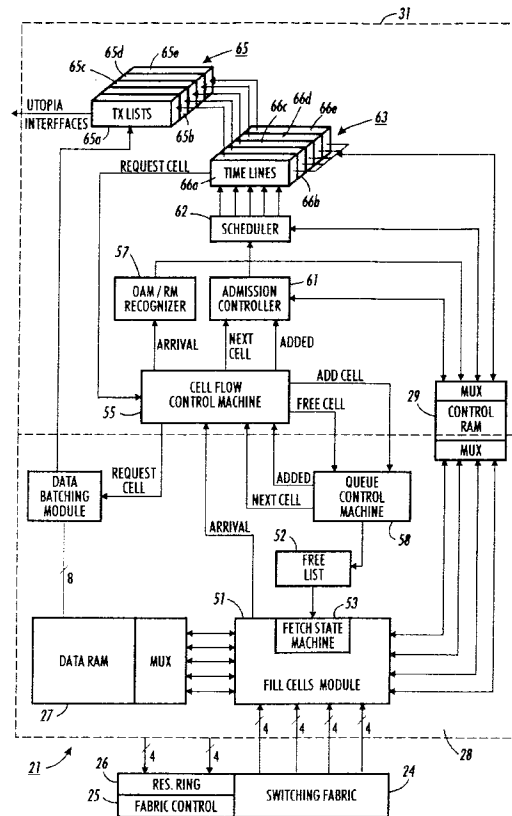 31
65
65e
65d
65c
66e
66d
66c
63
UTOPIA
INTERFFACES
TX LISTS
65a
65b
REQUEST CELL
TIME LINES
66a
66b
62
SCHEDULER
57
61
OAM / RM
RECOGNIZER
ADMISSION
CONTROLLER
ARRIVAL
NEXT
CELL
ADDED
ADD CELL
MUX
29
CONTROL
RAM
MUX
CELL FLOW
CONTROL MACHINE
55
FREE CELL
REQUEST
CELL
DATA
BATCHING
MODULE
ADDED
NEXT CELL
QUEUE
CONTROL
MACHINE
58
ARRIVAL
52
FREE
LIST
8
51
53
FETCH STATE
MACHINE
DATA RAM
MUX
FILL CELLS MODULE
27
28
21
4
4
4
4
4
4
26
RES. RING
24
25
FABRIC CONTROL
SWITCHING FABRIC